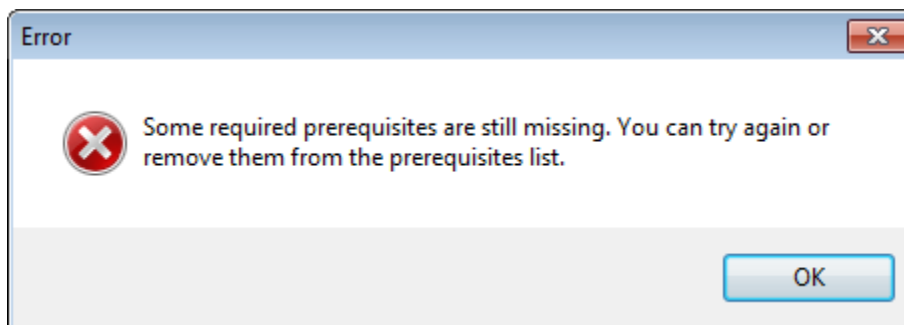 Error
Some required prerequisites are still missing. You can try again or
remove them from the prerequisites list.
OK